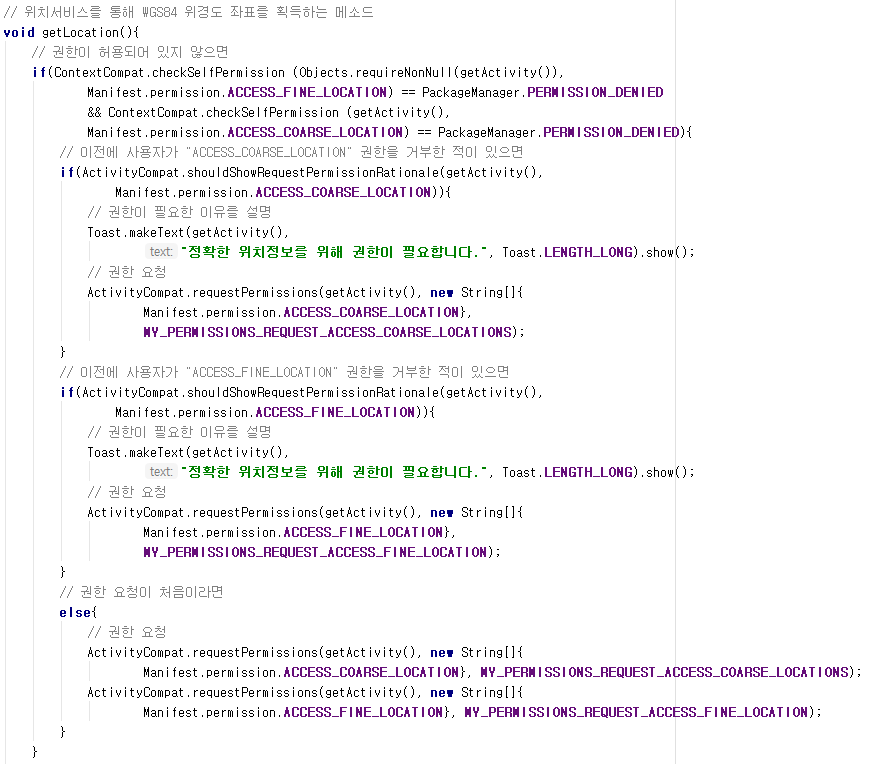 // 위치서비스를 통해 WGS84 위경도 좌표를 획득하는 메소드
void getLocation(){
// 권한이 허용되어 있지 않으면
if(ContextCompat.checkSelfPermission (Objects.requireNonNull(getActivity()),
Manifest.permission.ACCESS_FINE_LOCATION) == PackageManager.PERMISSION_DENIED
&& ContextCompat.checkSelfPermission (getActivity(),
Manifest.permission.ACCESS_COARSE_LOCATION) == PackageManager.PERMISSION_DENIED){
// 이전에 사용자가 "ACCESS_COARSE_LOCATION" 권한을 거부한 적이 있으면
if(ActivityCompat.shouldShowRequestPermissionRationale(getActivity(),
Manifest.permission.ACCESS_COARSE_LOCATION)){
// 권한이 필요한 이유를 설명
Toast.makeText(getActivity(),
text: "정확한 위치정보를 위해 권한이 필요합니다.", Toast.LENGTH_LONG).show();
// 권한 요청
ActivityCompat.requestPermissions(getActivity(), new String[]{
Manifest.permission.ACCESS_COARSE_LOCATION},
MY_PERMISSIONS_REQUEST_ACCESS_COARSE_LOCATIONS);
}
// 이전에 사용자가 "ACCESS_FINE_LOCATION" 권한을 거부한 적이 있으면
if(ActivityCompat.shouldShowRequestPermissionRationale(getActivity(),
Manifest.permission.ACCESS_FINE_LOCATION)){
// 권한이 필요한 이유를 설명
Toast.makeText(getActivity(),
text: "정확한 위치정보를 위해 권한이 필요합니다.", Toast.LENGTH_LONG).show();
// 권한 요청
ActivityCompat.requestPermissions(getActivity(), new String[]{
Manifest.permission.ACCESS_FINE_LOCATION},
MY_PERMISSIONS_REQUEST_ACCESS_FINE_LOCATION);
}
// 권한 요청이 처음이라면
else{
// 권한 요청
ActivityCompat.requestPermissions(getActivity(), new String[]{
Manifest.permission.ACCESS_COARSE_LOCATION}, MY_PERMISSIONS_REQUEST_ACCESS_COARSE_LOCATIONS);
ActivityCompat.requestPermissions(getActivity(), new String[]{
Manifest.permission.ACCESS_FINE_LOCATION}, MY_PERMISSIONS_REQUEST_ACCESS_FINE_LOCATION);
}
}